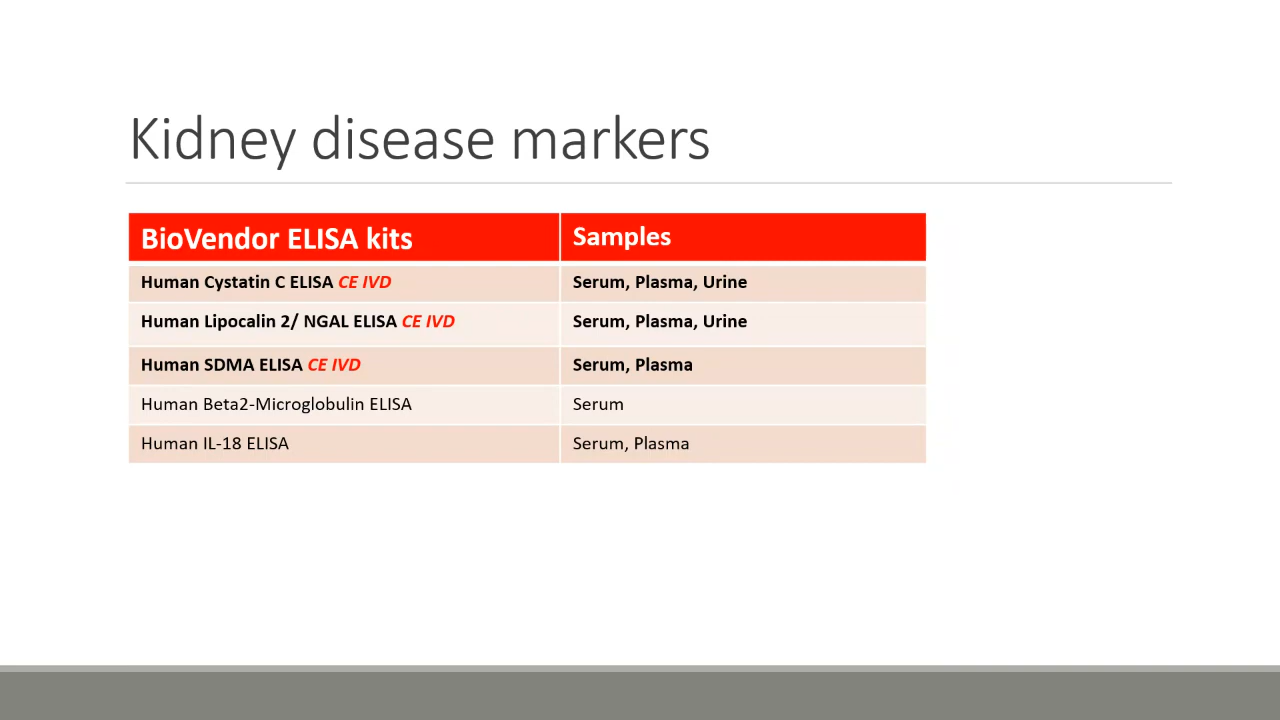 Kidney disease markers
BioVendor ELISA kits Samples
Human Cystatin C ELISA CE IVD Serum, Plasma, Urine
Human Lipocalin 2/ NGAL ELISA CE IVD Serum, Plasma, Urine
Human SDMA ELISA CE IVD Serum, Plasma
Human Beta2-Microglobulin ELISA Serum
Human IL-18 ELISA Serum, Plasma